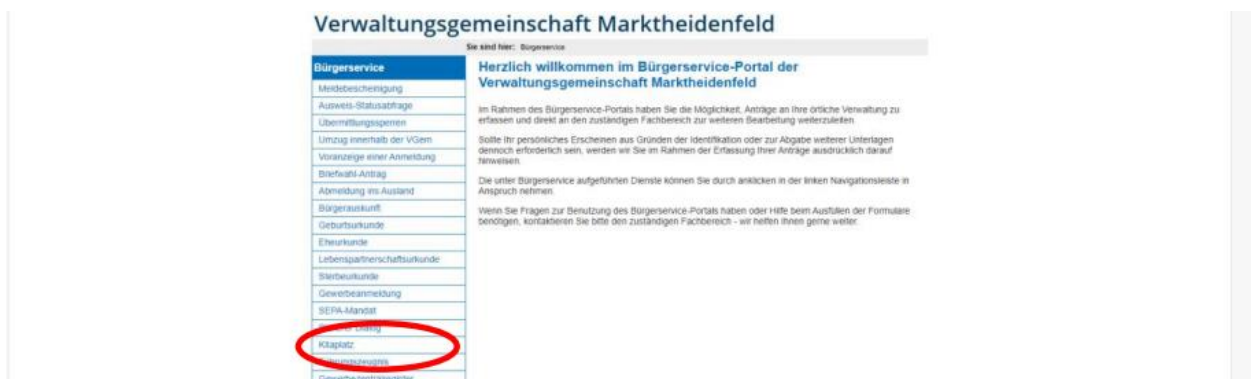 Verwaltungsgemeinschaft Marktheidenfeld
Sie sind hier: Bürgerservice
Bürgerservice
Meldebescheinigung
Ausweis-Statusabfrage
Übermittlungssperren
Umzug innerhalb der VGem
Voranzeige einer Anmeldung
Briefwahl-Antrag
Abmeldung ins Ausland
Bürgerauskunft
Geburtsurkunde
Eheurkunde
Lebenspartnerschaftsurkunde
Sterbeurkunde
Gewerbeanmeldung
SEPA-Mandat
Dialog
Kitaplatz
Führungszeugnis
Herzlich willkommen im Bürgerservice-Portal der
Verwaltungsgemeinschaft Marktheidenfeld
Im Rahmen des Bürgerservice-Portals haben Sie die Möglichkeit, Anträge an Ihre örtliche Verwaltung zu
erfassen und direkt an den zuständigen Fachbereich zur weiteren Bearbeitung weiterzuleiten.
Sollte Ihr persönliches Erscheinen aus Gründen der Identifikation oder zur Abgabe weiterer Unterlagen
dennoch erforderlich sein, werden wir Sie im Rahmen der Erfassung Ihrer Anträge ausdrücklich darauf
hinweisen.
Die unter Bürgerservice aufgeführten Dienste können Sie durch anklicken in der linken Navigationsleiste in
Anspruch nehmen.
Wenn Sie Fragen zur Benutzung des Bürgerservice-Portals haben oder Hilfe beim Ausfüllen der Formulare
benötigen, kontaktieren Sie bitte den zuständigen Fachbereich - wir helfen Ihnen gerne weiter.